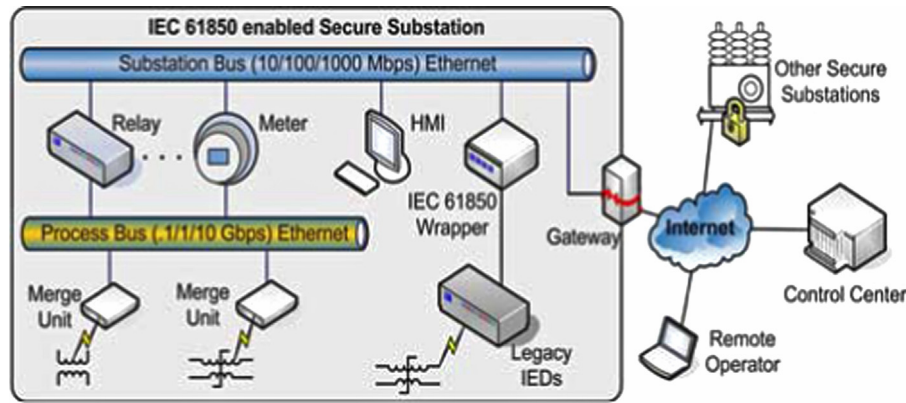 IEC 61850 enabled Secure Substation
Substation Bus (10/100/1000 Mbps) Ethernet
Relay
Meter
HMI
IEC 61850
Wrapper
Gateway
Other Secure
Substations
Internet
Control Center
Remote
Operator
Process Bus (.1/1/10 Gbps) Ethernet
Merge
Unit
Merge
Unit
Legacy
IEDs